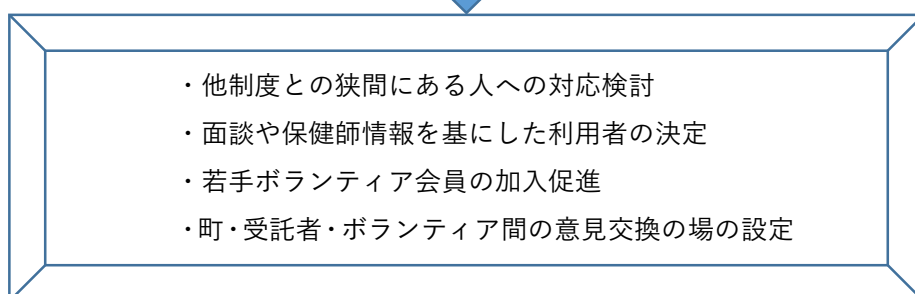 ・他制度との狭間にある人への対応検討
・面談や保健師情報を基にした利用者の決定
・若手ボランティア会員の加入促進
・町・受託者・ボランティア間の意見交換の場の設定